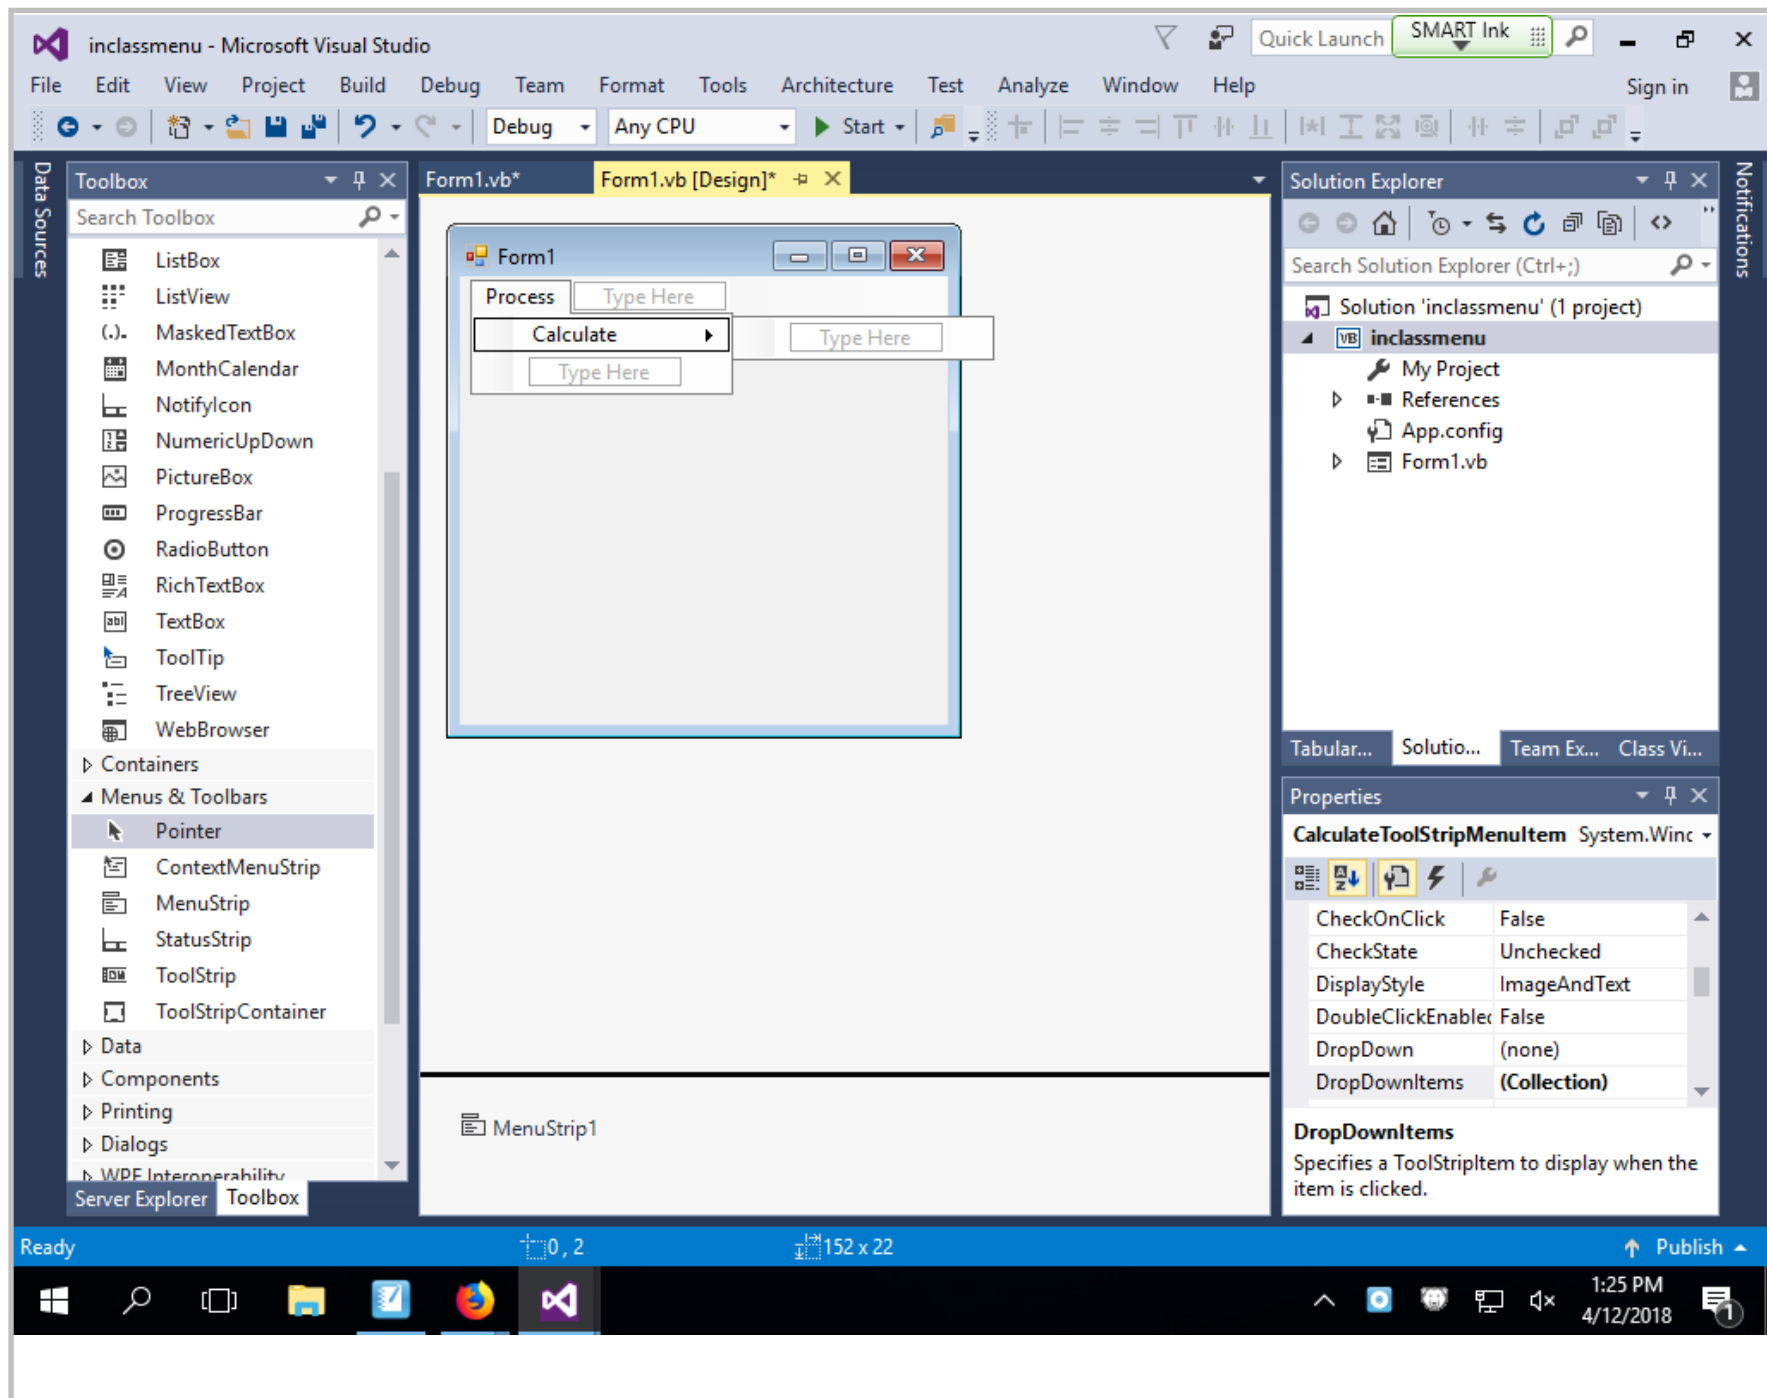 inclassmenu - Microsoft Visual Studio
Quick Launch
SMART Ink
File Edit View Project Build Debug Team Format Tools Architecture Test Analyze Window Help
Sign in
Debug Any CPU Start
Data Sources
Toolbox
Search Toolbox
ListBox
ListView
MaskedTextBox
MonthCalendar
NotifyIcon
NumericUpDown
PictureBox
ProgressBar
RadioButton
RichTextBox
TextBox
ToolTip
TreeView
WebBrowser
Containers
Menus & Toolbars
Pointer
ContextMenuStrip
MenuStrip
StatusStrip
ToolStrip
ToolStripContainer
Data
Components
Printing
Dialogs
WPF Interoperability
Server Explorer Toolbox
Form1.vb* Form1.vb [Design]*
Form1
Process Type Here
Calculate Type Here
Type Here
MenuStrip1
Solution Explorer
Search Solution Explorer (Ctrl+;)
Solution 'inclassmenu' (1 project)
VB inclassmenu
My Project
References
App.config
Form1.vb
Tabular... Solutio... Team Ex... Class Vi...
Properties
CalculateToolStripMenuItem System.Winc
CheckOnClick False
CheckState Unchecked
DisplayStyle ImageAndText
DoubleClickEnablec False
DropDown (none)
DropDownItems (Collection)
DropDownItems
Specifies a ToolStripItem to display when the
item is clicked.
Notifications
Ready 0 , 2 152 x 22 Publish
1:25 PM
4/12/2018
1